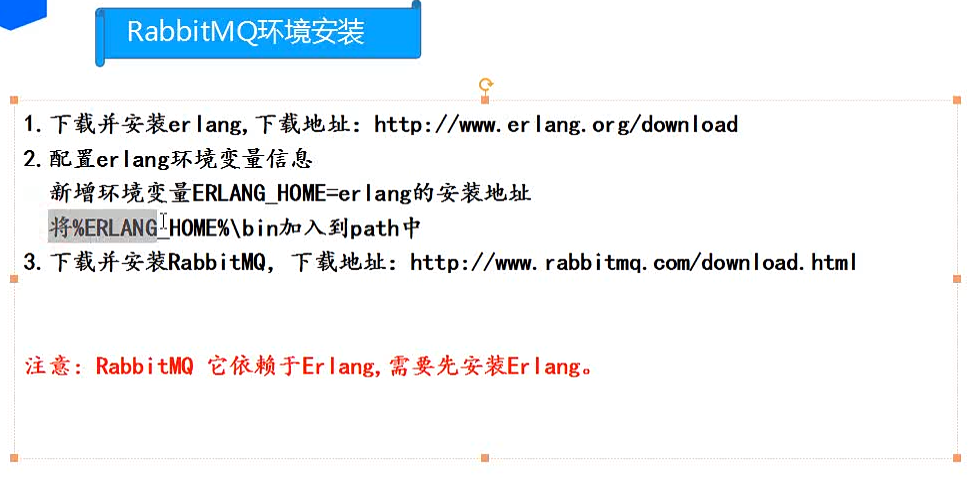 RabbitMQ环境安装
1.下载并安装erlang,下载地址：http://www.erlang.org/download
2.配置erlang环境变量信息
新增环境变量ERLANG_HOME=erlang的安装地址
将%ERLANG_HOME%\bin加入到path中
3.下载并安装RabbitMQ，下载地址：http://www.rabbitmq.com/download.html
注意：RabbitMQ 它依赖于Erlang,需要先安装Erlang。